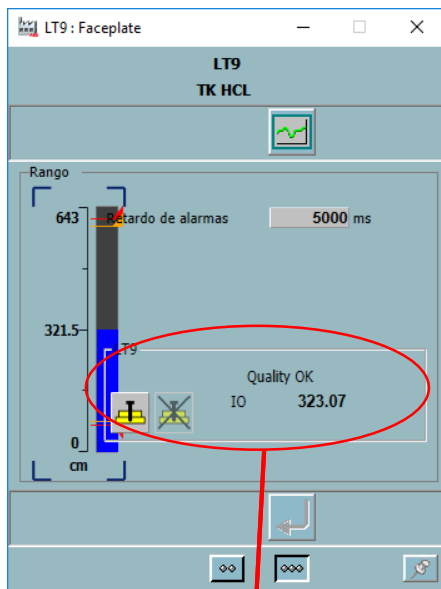 LT9 : Faceplate
LT9
TK HCL
Rango
643
Retardo de alarmas
5000 ms
321.5
LT9
Quality OK
IO 323.07
0
cm